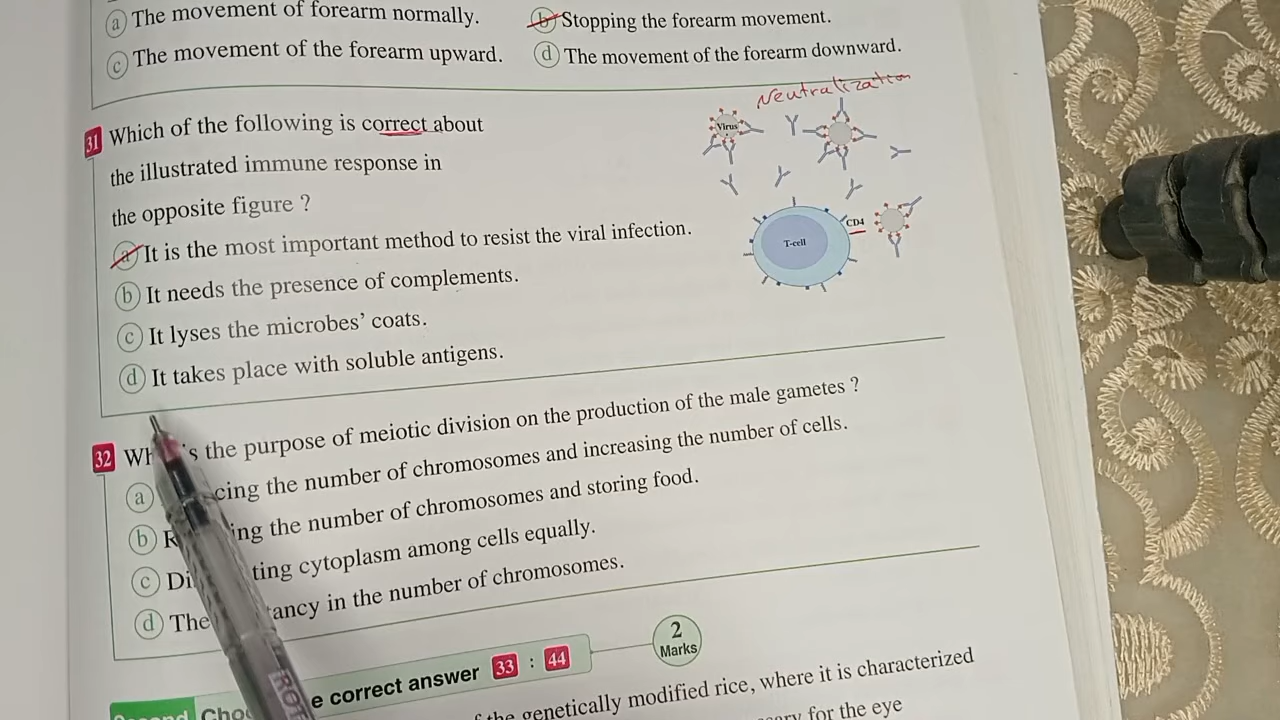 a The movement of forearm normally.
b Stopping the forearm movement.
c The movement of the forearm upward.
d The movement of the forearm downward.
Neutralization
31 Which of the following is correct about
the illustrated immune response in
the opposite figure ?
a It is the most important method to resist the viral infection.
b It needs the presence of complements.
c It lyses the microbes' coats.
d It takes place with soluble antigens.
Virus
CD4
T-cell
32 the purpose of meiotic division on the production of the male gametes ?
a the number of chromosomes and increasing the number of cells.
b the number of chromosomes and storing food.
c cytoplasm among cells equally.
d The in the number of chromosomes.
2
Marks
correct answer 33 : 44
the genetically modified rice, where it is characterized
for the eye